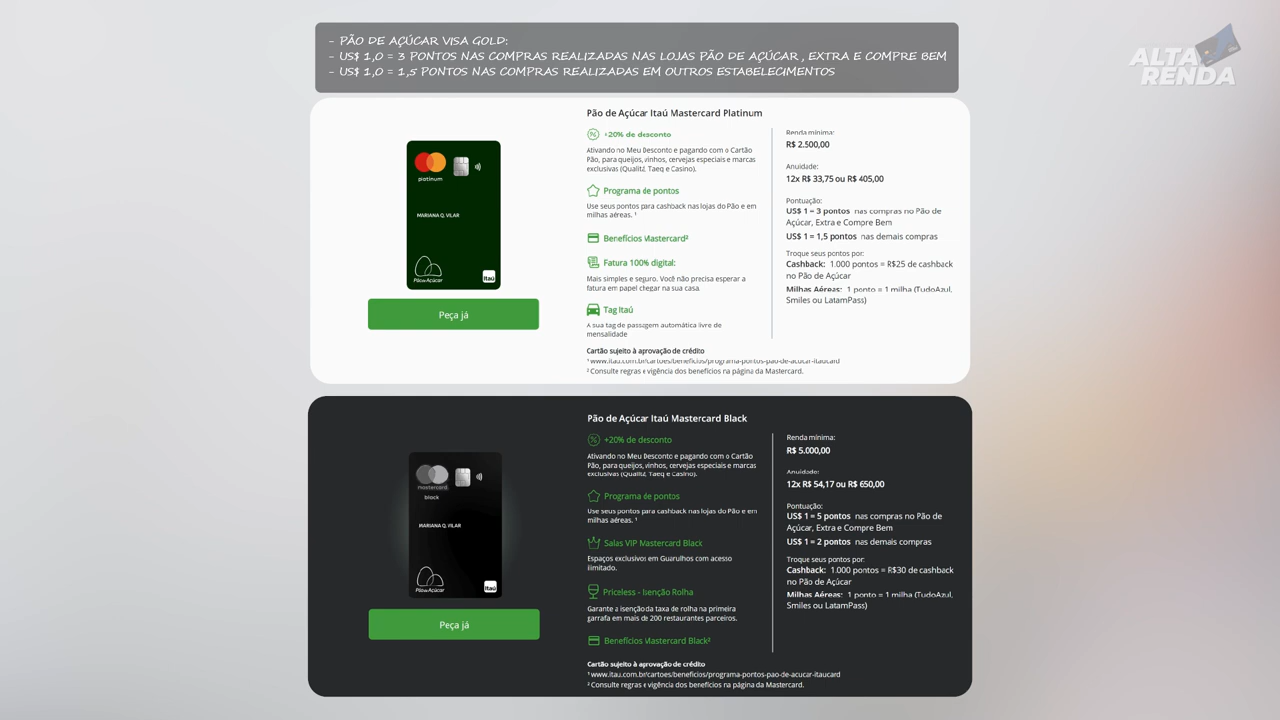 - PÃO DE AÇÚCAR VISA GOLD:
- US$ 1,0 = 3 PONTOS NAS COMPRAS REALIZADAS NAS LOJAS PÃO DE AÇÚCAR , EXTRA E COMPRE BEM
- US$ 1,0 = 1,5 PONTOS NAS COMPRAS REALIZADAS EM OUTROS ESTABELECIMENTOS
ALTA
RENDA
Pão de Açúcar Itaú Mastercard Platinum
+20% de desconto
Ativando no Meu Desconto e pagando com o Cartão
Pão, para queijos, vinhos, cervejas especiais e marcas
exclusivas (Qualitá, Taeq e Casino).
Programa de pontos
Use seus pontos para cashback nas lojas do Pão e em
milhas aéreas. ¹
Benefícios Mastercard²
Fatura 100% digital:
Mais simples e seguro. Você não precisa esperar a
fatura em papel chegar na sua casa.
Tag Itaú
A sua tag de passagem automática livre de
mensalidade
Cartão sujeito à aprovação de crédito
¹ www.itau.com.br/cartoes/beneficios/programa-pontos-pao-de-acucar-itaucard
² Consulte regras e vigência dos benefícios na página da Mastercard.
Renda mínima:
R$ 2.500,00
Anuidade:
12x R$ 33,75 ou R$ 405,00
Pontuação:
US$ 1 = 3 pontos nas compras no Pão de
Açúcar, Extra e Compre Bem
US$ 1 = 1,5 pontos nas demais compras
Troque seus pontos por:
Cashback: 1.000 pontos = R$25 de cashback
no Pão de Açúcar
Milhas Aéreas: 1 ponto = 1 milha (TudoAzul,
Smiles ou LatamPass)
platinum
MARIANA Q. VILAR
PãodeAçúcar
Itaú
Peça já
Pão de Açúcar Itaú Mastercard Black
+20% de desconto
Ativando no Meu Desconto e pagando com o Cartão
Pão, para queijos, vinhos, cervejas especiais e marcas
exclusivas (Qualitá, Taeq e Casino).
Programa de pontos
Use seus pontos para cashback nas lojas do Pão e em
milhas aéreas. ¹
Salas VIP Mastercard Black
Espaços exclusivos em Guarulhos com acesso
ilimitado.
Priceless - Isenção Rolha
Garante a isenção da taxa de rolha na primeira
garrafa em mais de 200 restaurantes parceiros.
Benefícios Mastercard Black²
Cartão sujeito à aprovação de crédito
¹ www.itau.com.br/cartoes/beneficios/programa-pontos-pao-de-acucar-itaucard
² Consulte regras e vigência dos benefícios na página da Mastercard.
Renda mínima:
R$ 5.000,00
Anuidade:
12x R$ 54,17 ou R$ 650,00
Pontuação:
US$ 1 = 5 pontos nas compras no Pão de
Açúcar, Extra e Compre Bem
US$ 1 = 2 pontos nas demais compras
Troque seus pontos por:
Cashback: 1.000 pontos = R$30 de cashback
no Pão de Açúcar
Milhas Aéreas: 1 ponto = 1 milha (TudoAzul,
Smiles ou LatamPass)
mastercard
black
MARIANA Q. VILAR
PãodeAçúcar
Itaú
Peça já